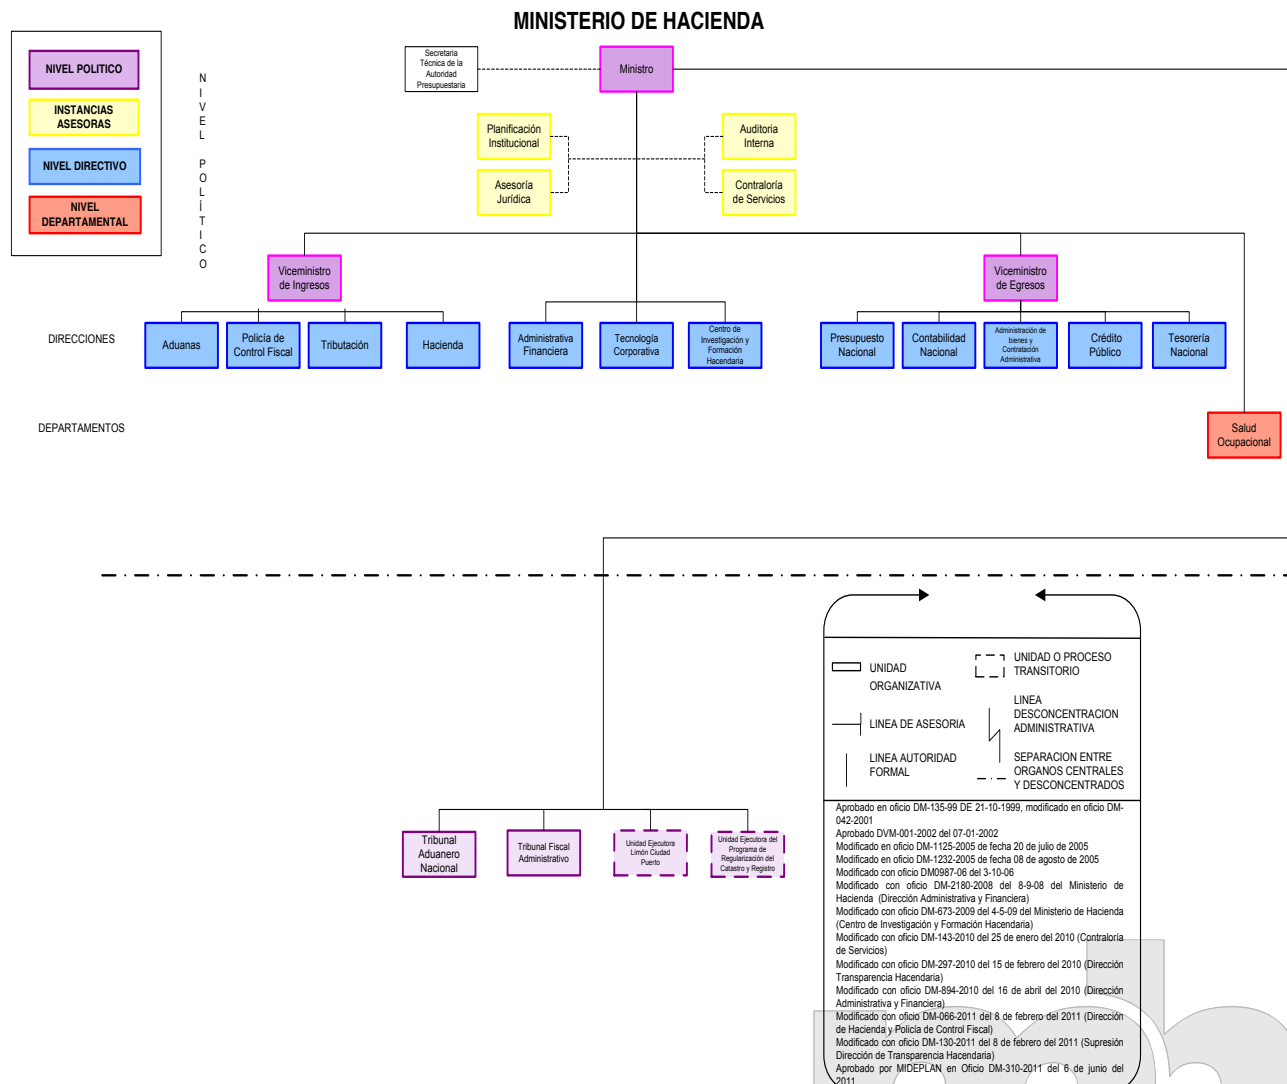 MINISTERIO DE HACIENDA
NIVEL POLITICO
INSTANCIAS
ASESORAS
NIVEL DIRECTIVO
NIVEL
DEPARTAMENTAL
N
I
V
E
L
P
O
L
Í
T
I
C
O
Secretaria
Técnica de la
Autoridad
Presupuestaria
Ministro
Planificación
Institucional
Auditoria
Interna
Asesoría
Jurídica
Contraloría
de Servicios
Viceministro
de Ingresos
Viceministro
de Egresos
DIRECCIONES
Aduanas
Policía de
Control Fiscal
Tributación
Hacienda
Administrativa
Financiera
Tecnología
Corporativa
Centro de
Investigación y
Formación
Hacendaria
Presupuesto
Nacional
Contabilidad
Nacional
Administración de
bienes y
Contratación
Administrativa
Crédito
Público
Tesorería
Nacional
DEPARTAMENTOS
Salud
Ocupacional
Tribunal
Aduanero
Nacional
Tribunal Fiscal
Administrativo
Unidad Ejecutora
Limón Ciudad
Puerto
Unidad Ejecutora del
Programa de
Regularización del
Catastro y Registro
UNIDAD
ORGANIZATIVA
UNIDAD O PROCESO
TRANSITORIO
LINEA DE ASESORIA
LINEA
DESCONCENTRACION
ADMINISTRATIVA
LINEA AUTORIDAD
FORMAL
SEPARACION ENTRE
ORGANOS CENTRALES
Y DESCONCENTRADOS
Aprobado en oficio DM-135-99 DE 21-10-1999, modificado en oficio DM-
042-2001
Aprobado DVM-001-2002 del 07-01-2002
Modificado en oficio DM-1125-2005 de fecha 20 de julio de 2005
Modificado en oficio DM-1232-2005 de fecha 08 de agosto de 2005
Modificado con oficio DM0987-06 del 3-10-06
Modificado con oficio DM-2180-2008 del 8-9-08 del Ministerio de
Hacienda (Dirección Administrativa y Financiera)
Modificado con oficio DM-673-2009 del 4-5-09 del Ministerio de Hacienda
(Centro de Investigación y Formación Hacendaria)
Modificado con oficio DM-143-2010 del 25 de enero del 2010 (Contraloría
de Servicios)
Modificado con oficio DM-297-2010 del 15 de febrero del 2010 (Dirección
Transparencia Hacendaria)
Modificado con oficio DM-894-2010 del 16 de abril del 2010 (Dirección
Administrativa y Financiera)
Modificado con oficio DM-066-2011 del 8 de febrero del 2011 (Dirección
de Hacienda y Policía de Control Fiscal)
Modificado con oficio DM-130-2011 del 8 de febrero del 2011 (Supresión
Dirección de Transparencia Hacendaria)
Aprobado por MIDEPLAN en Oficio DM-310-2011 del 6 de junio del
2011